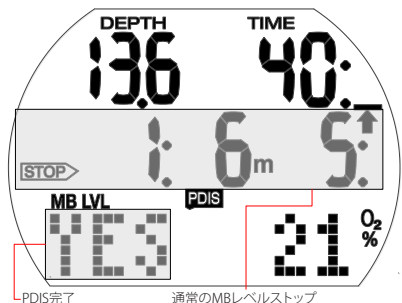 DEPTH TIME
13.6 40:
STOP 1: 6m 5:
MB LVL PDIS
YES 21 O2 %
PDIS完了 通常のMBレベルストップ